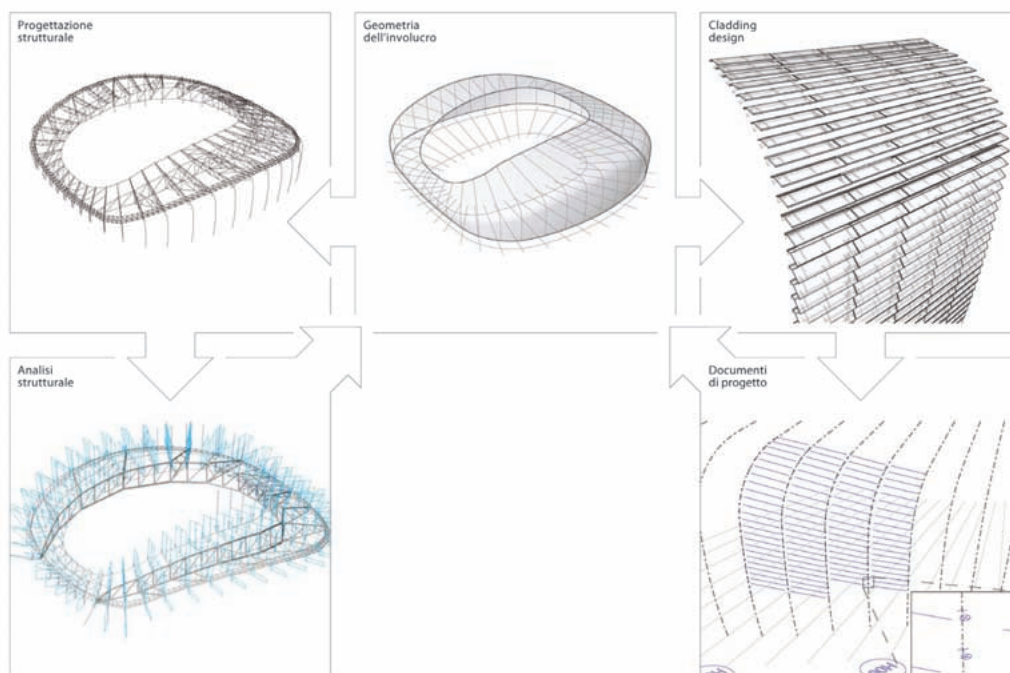 Progettazione
strutturale
Geometria
dell'involucro
Cladding
design
Analisi
strutturale
Documenti
di progetto